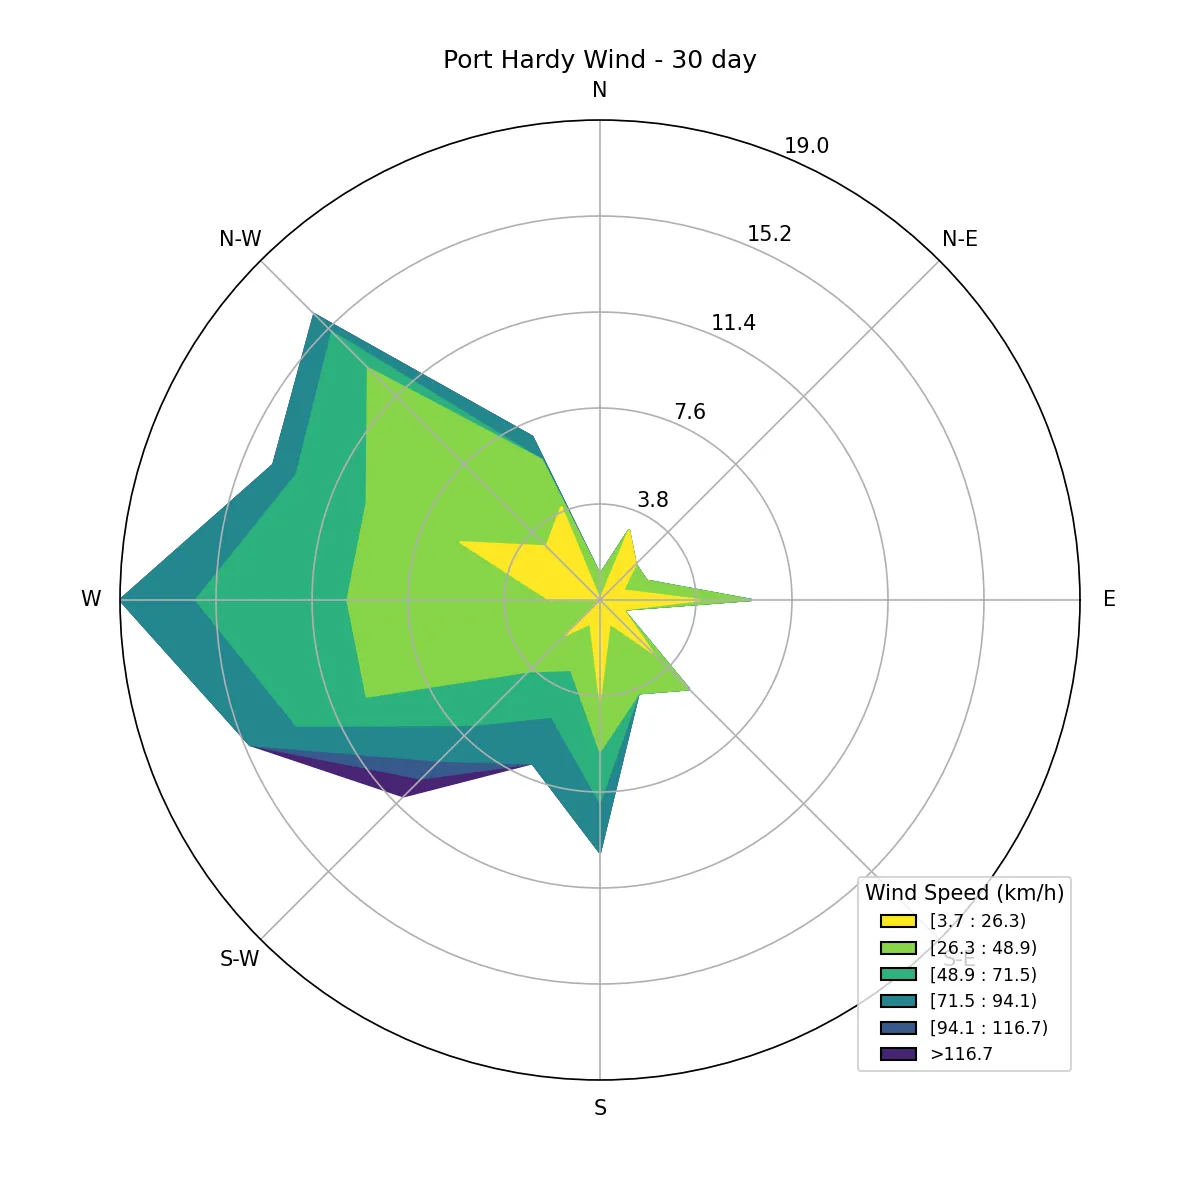 Port Hardy Wind - 30 day
N
19.0
N-W
N-E
15.2
11.4
7.6
3.8
W
E
S-W
S-E
S
Wind Speed (km/h)
[3.7 : 26.3)
[26.3 : 48.9)
[48.9 : 71.5)
[71.5 : 94.1)
[94.1 : 116.7)
>116.7